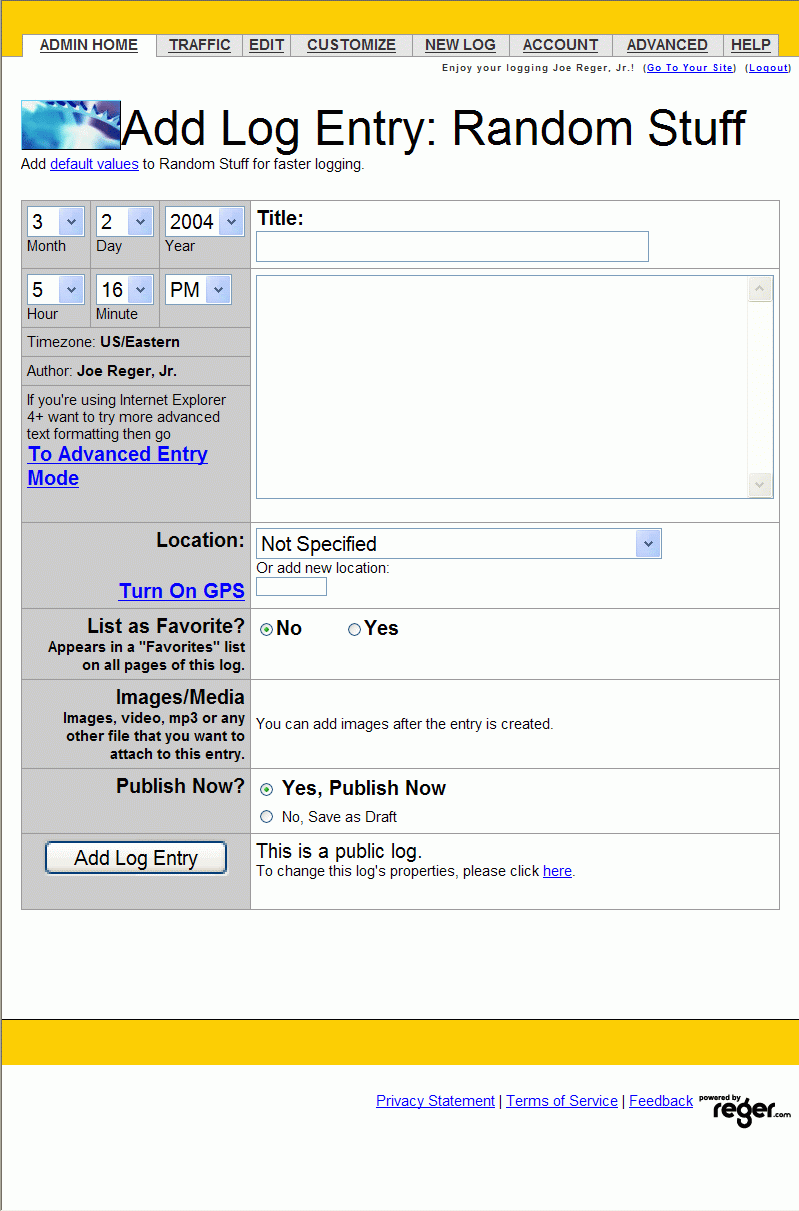 ADMIN HOME TRAFFIC EDIT CUSTOMIZE NEW LOG ACCOUNT ADVANCED HELP
Enjoy your logging Joe Reger, Jr.! (Go To Your Site) (Logout)
Add Log Entry: Random Stuff
Add default values to Random Stuff for faster logging.
3 2 2004 Title:
Month Day Year
5 16 PM
Hour Minute
Timezone: US/Eastern
Author: Joe Reger, Jr.
If you're using Internet Explorer
4+ want to try more advanced
text formatting then go
To Advanced Entry
Mode
Location: Not Specified
Or add new location:
Turn On GPS
List as Favorite? No Yes
Appears in a "Favorites" list
on all pages of this log.
Images/Media
Images, video, mp3 or any
other file that you want to
attach to this entry.
You can add images after the entry is created.
Publish Now? Yes, Publish Now
No, Save as Draft
Add Log Entry This is a public log.
To change this log's properties, please click here.
Privacy Statement | Terms of Service | Feedback
powered by
reger.com